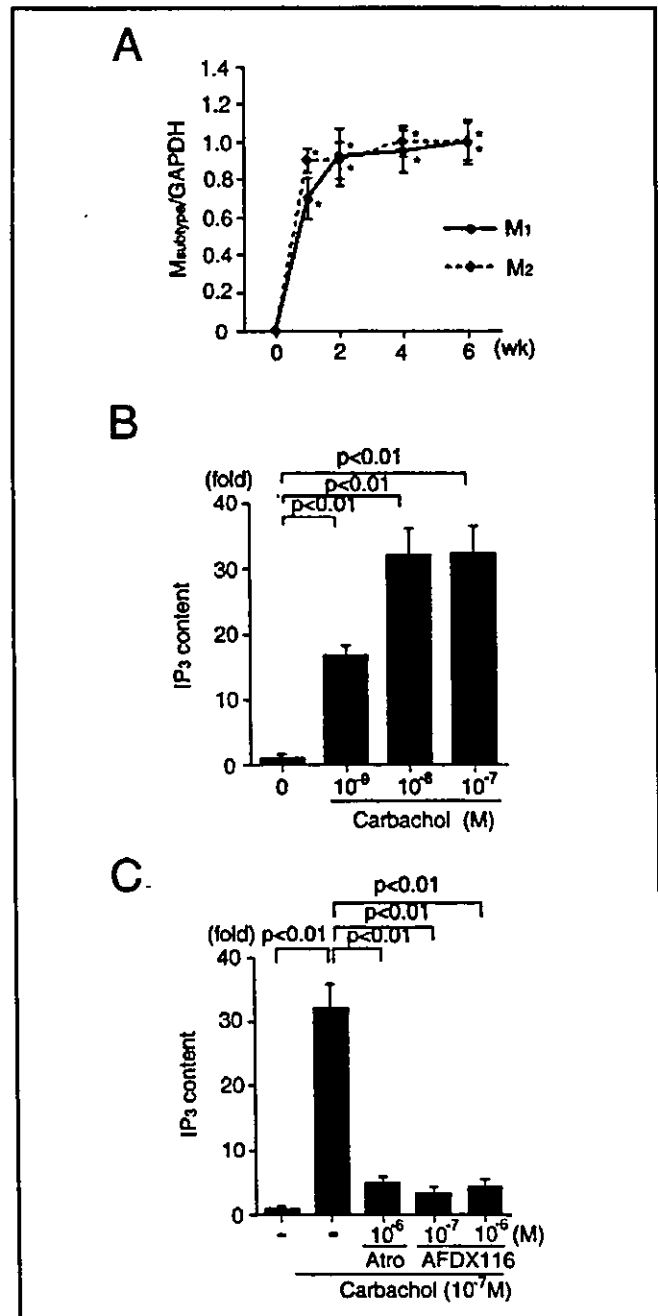 A
1.4
1.2
1.0
0.8
0.6
0.4
0.2
0
Msubtype/GAPDH
M1
M2
0 2 4 6 (wk)
B
p<0.01
(fold) p<0.01
p<0.01
40
30
20
10
0
IP3 content
0 10⁻⁹ 10⁻⁸ 10⁻⁷
Carbachol (M)
C
p<0.01
p<0.01
(fold) p<0.01 p<0.01
40
30
20
10
0
IP3 content
- - 10⁻⁶ 10⁻⁷ 10⁻⁶ (M)
Atro AFDX116
Carbachol (10⁻⁷M)